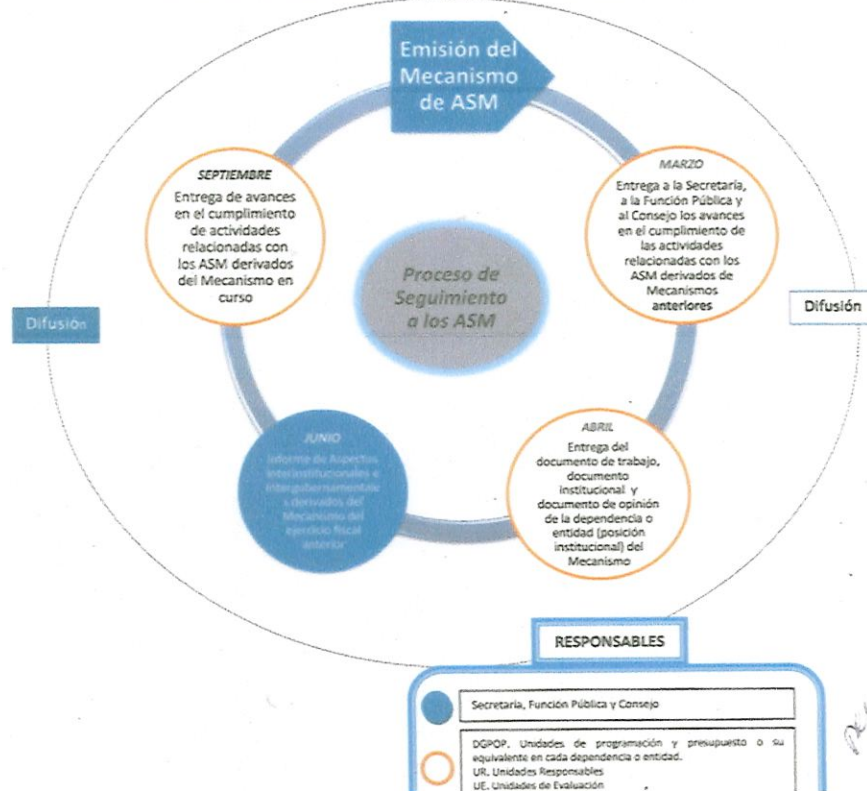 Emisión del
Mecanismo
de ASM
SEPTIEMBRE
Entrega de avances
en el cumplimiento
de actividades
relacionadas con
los ASM derivados
del Mecanismo en
curso
MARZO
Entrega a la Secretaría,
a la Función Pública y
al Consejo los avances
en el cumplimiento de
las actividades
relacionadas con los
ASM derivados de
Mecanismos
anteriores
Proceso de
Seguimiento
a los ASM
Difusión
Difusión
JUNIO
Informe de Aspectos
Interinstitucionales e
Intergubernamentale
s derivados del
Mecanismo del
ejercicio fiscal
anterior
ABRIL
Entrega del
documento de trabajo,
documento
institucional y
documento de opinión
de la dependencia o
entidad (posición
institucional) del
Mecanismo
RESPONSABLES
Secretaría, Función Pública y Consejo
DGPOP. Unidades de programación y presupuesto o su
equivalente en cada dependencia o entidad.
UR. Unidades Responsables
UE. Unidades de Evaluación